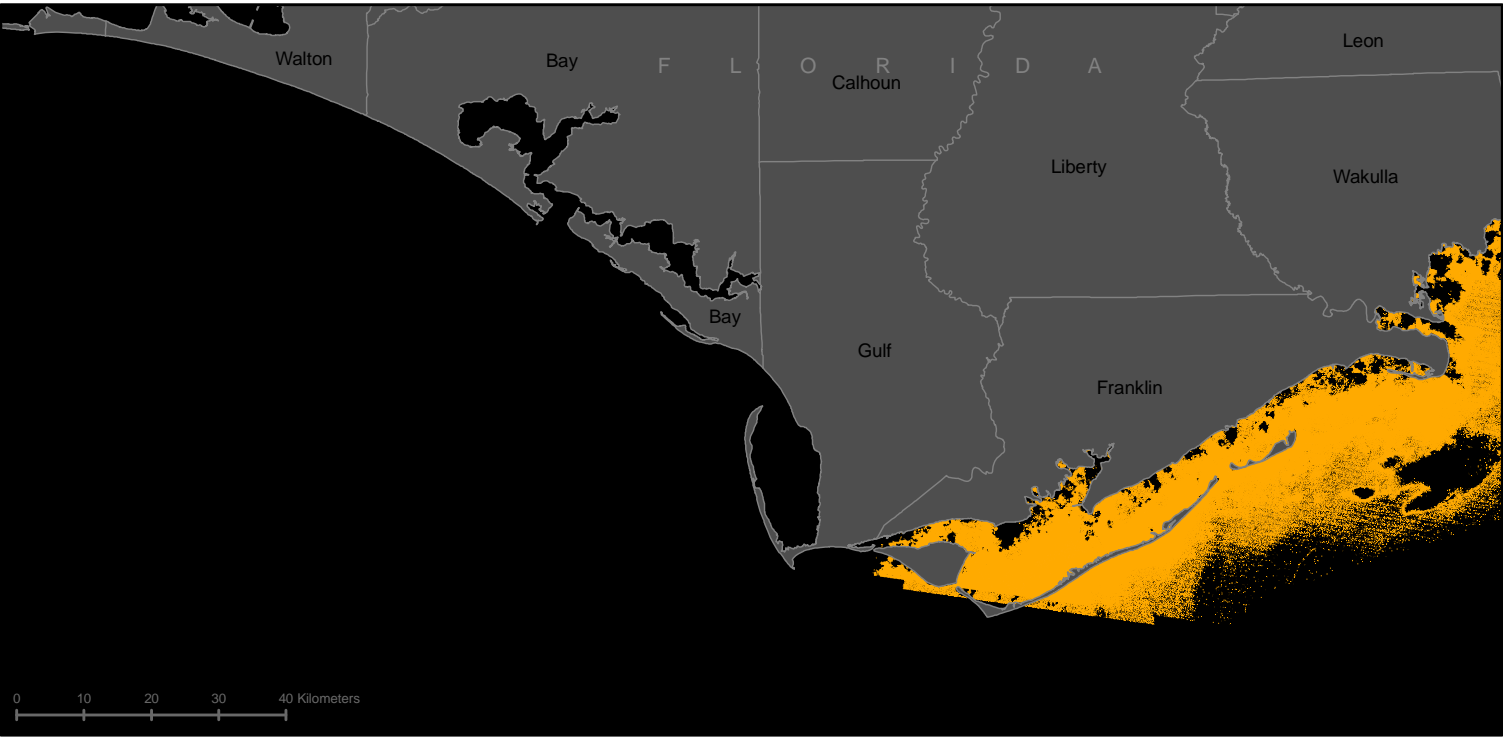 Leon
Walton
Bay
F L O R I D A
Calhoun
Liberty
Wakulla
Bay
Gulf
Franklin
0 10 20 30 40 Kilometers